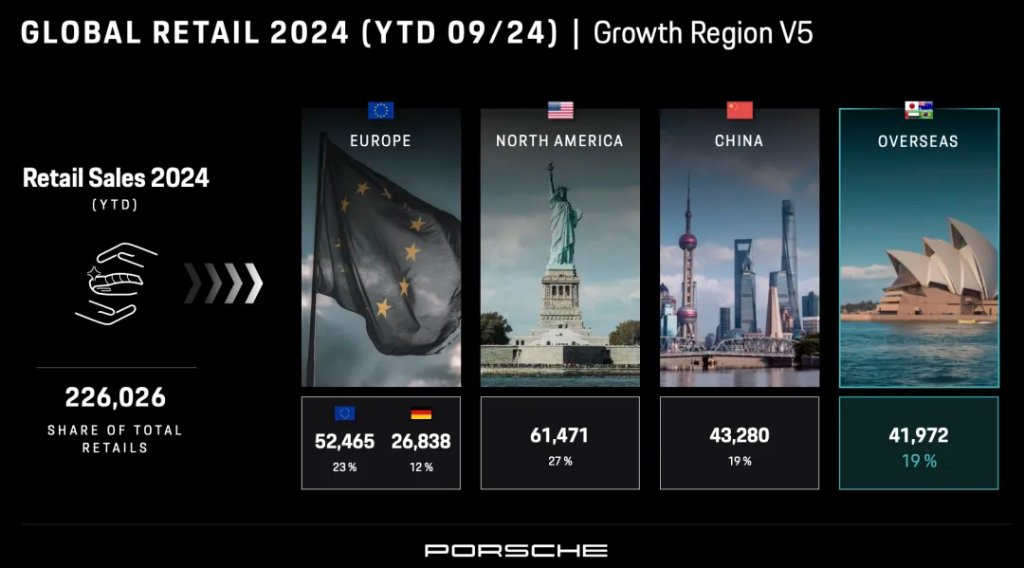 GLOBAL RETAIL 2024 (YTD 09/24) | Growth Region V5
Retail Sales 2024
(YTD)
226,026
SHARE OF TOTAL
RETAILS
EUROPE
52,465 26,838
23 % 12 %
NORTH AMERICA
61,471
27 %
CHINA
43,280
19 %
OVERSEAS
41,972
19 %
PORSCHE